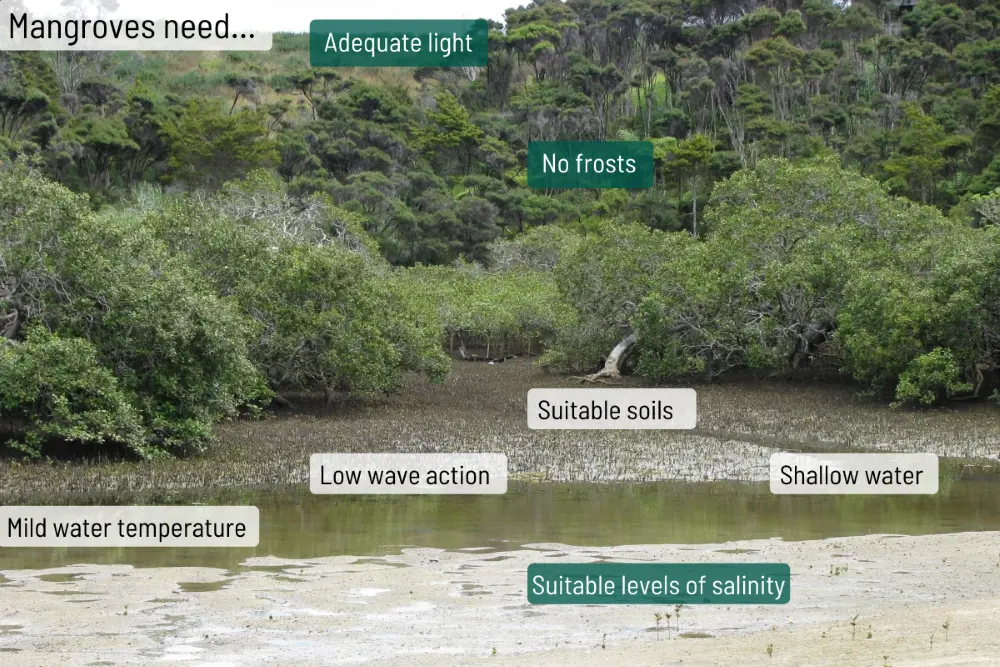 Mangroves need...
Adequate light
No frosts
Suitable soils
Low wave action
Shallow water
Mild water temperature
Suitable levels of salinity